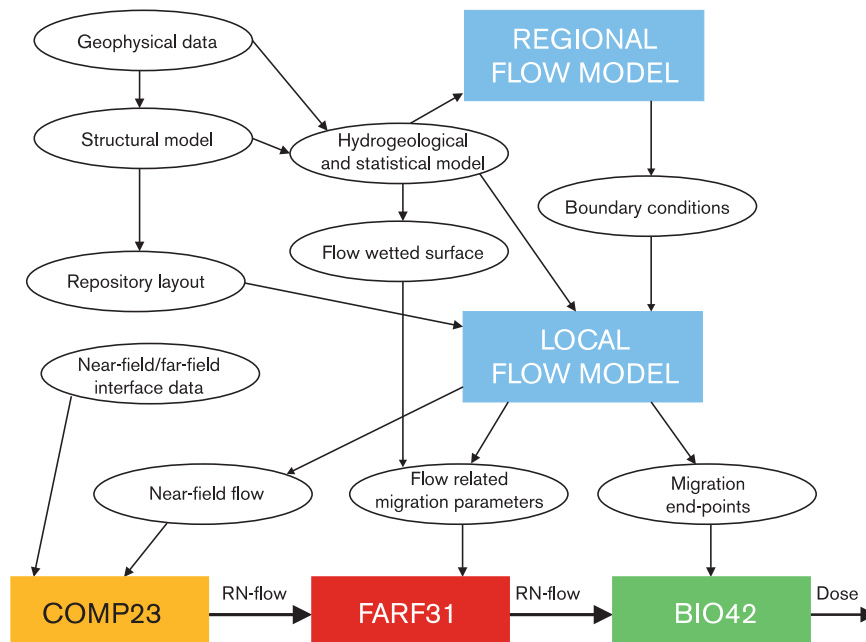 Geophysical data
REGIONAL
FLOW MODEL
Structural model
Hydrogeological
and statistical model
Boundary conditions
Flow wetted surface
Repository layout
LOCAL
FLOW MODEL
Near-field/far-field
interface data
Near-field flow
Flow related
migration parameters
Migration
end-points
COMP23
RN-flow
FARF31
RN-flow
BIO42
Dose